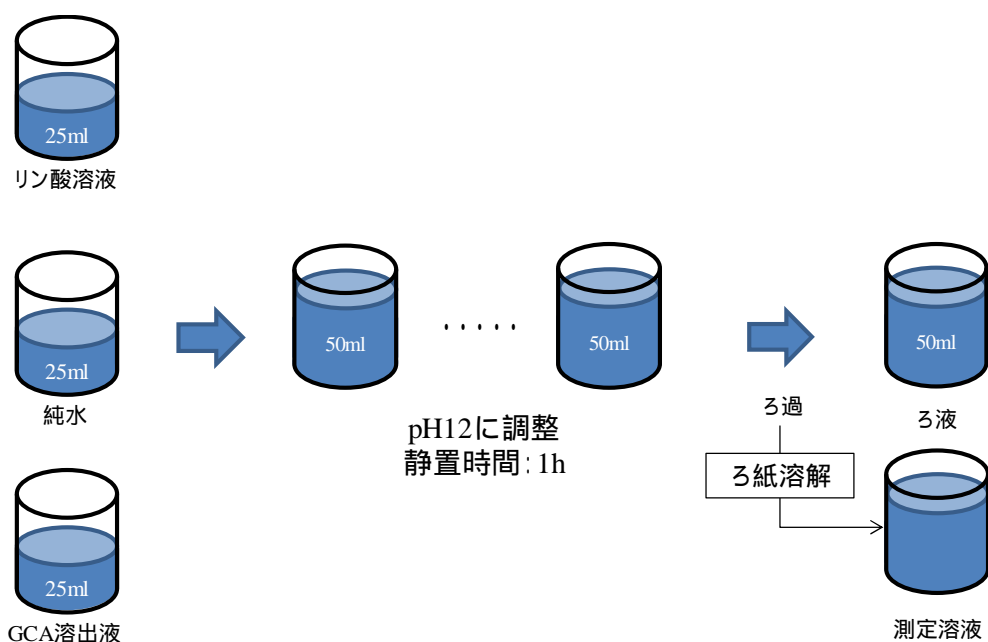 25ml
リン酸溶液
25ml
純水
25ml
GCA溶出液
50ml
・・・・・
50ml
pH12に調整
静置時間：1h
ろ過
ろ紙溶解
50ml
ろ液
測定溶液